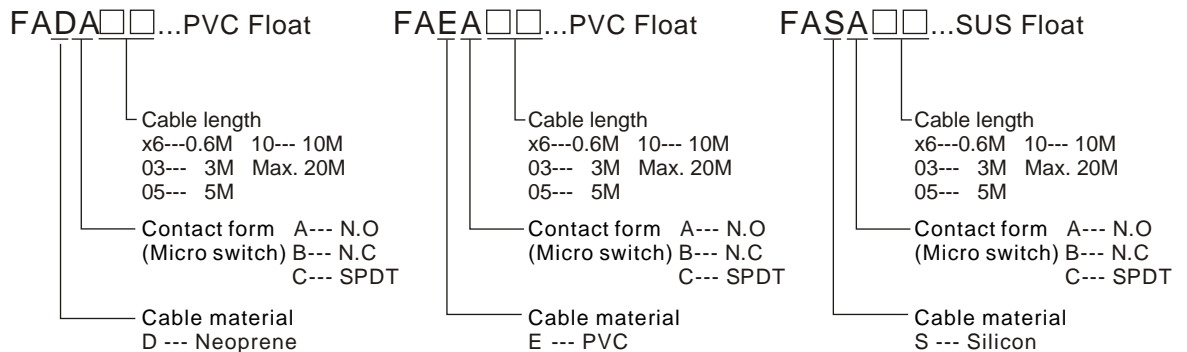 FADA□□...PVC Float
Cable length
x6---0.6M 10--- 10M
03--- 3M Max. 20M
05--- 5M
Contact form A--- N.O
(Micro switch) B--- N.C
C--- SPDT
Cable material
D --- Neoprene
FAEA□□...PVC Float
Cable length
x6---0.6M 10--- 10M
03--- 3M Max. 20M
05--- 5M
Contact form A--- N.O
(Micro switch) B--- N.C
C--- SPDT
Cable material
E --- PVC
FASA□□...SUS Float
Cable length
x6---0.6M 10--- 10M
03--- 3M Max. 20M
05--- 5M
Contact form A--- N.O
(Micro switch) B--- N.C
C--- SPDT
Cable material
S --- Silicon